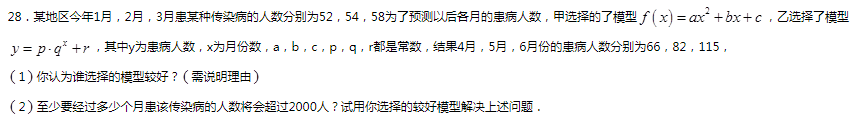 28．某地区今年1月，2月，3月患某种传染病的人数分别为52，54，58为了预测以后各月的患病人数，甲选择的了模型 f(x)=ax²+bx+c ，乙选择了模型
y=p·qˣ+r ，其中y为患病人数，x为月份数，a，b，c，p，q，r都是常数，结果4月，5月，6月份的患病人数分别为66，82，115，
（1）你认为谁选择的模型较好？（需说明理由）
（2）至少要经过多少个月患该传染病的人数将会超过2000人？试用你选择的较好模型解决上述问题．